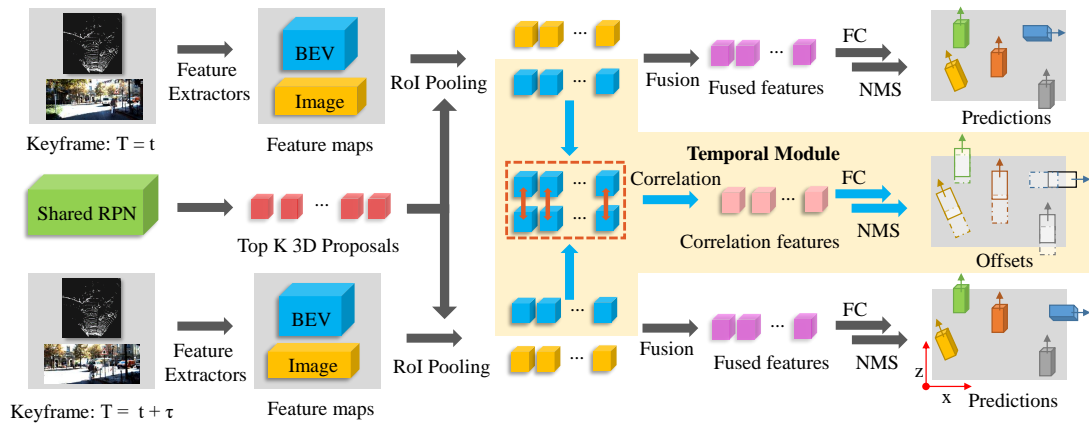 Feature
Extractors
BEV
Image
RoI Pooling
...
...
Fusion
...
Fused features
FC
NMS
Predictions
Keyframe: T = t
Feature maps
Shared RPN
...
Top K 3D Proposals
...
...
Correlation
Temporal Module
...
Correlation features
FC
NMS
Offsets
Feature
Extractors
BEV
Image
RoI Pooling
...
...
Fusion
...
Fused features
FC
NMS
z
x
Predictions
Keyframe: T = t + τ
Feature maps